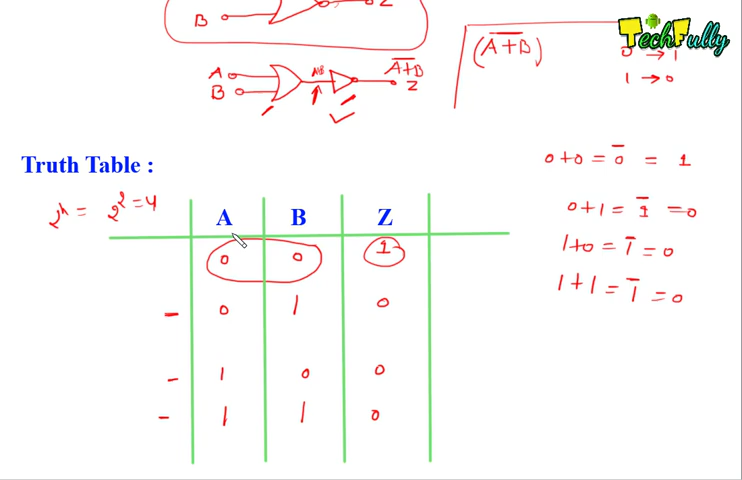 B Z
TechFully
(A+B)̅
0 → 1
1 → 0
A A+B (A+B)̅
B Z
Truth Table :
2ⁿ = 2² = 4
0+0 = 0̅ = 1
0+1 = 1̅ = 0
1+0 = 1̅ = 0
1+1 = 1̅ = 0
A B Z
0 0 1
- 0 1 0
- 1 0 0
- 1 1 0